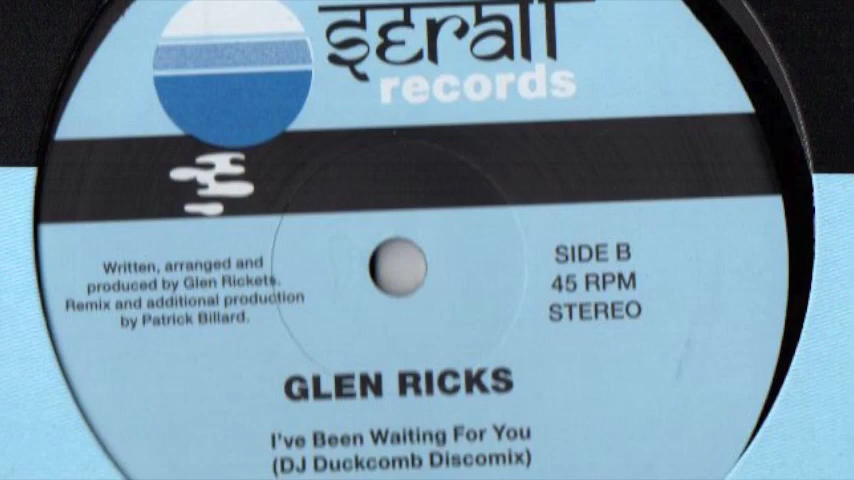 serail
records
Written, arranged and
produced by Glen Rickets.
Remix and additional production
by Patrick Billard.
SIDE B
45 RPM
STEREO
GLEN RICKS
I've Been Waiting For You
(DJ Duckcomb Discomix)